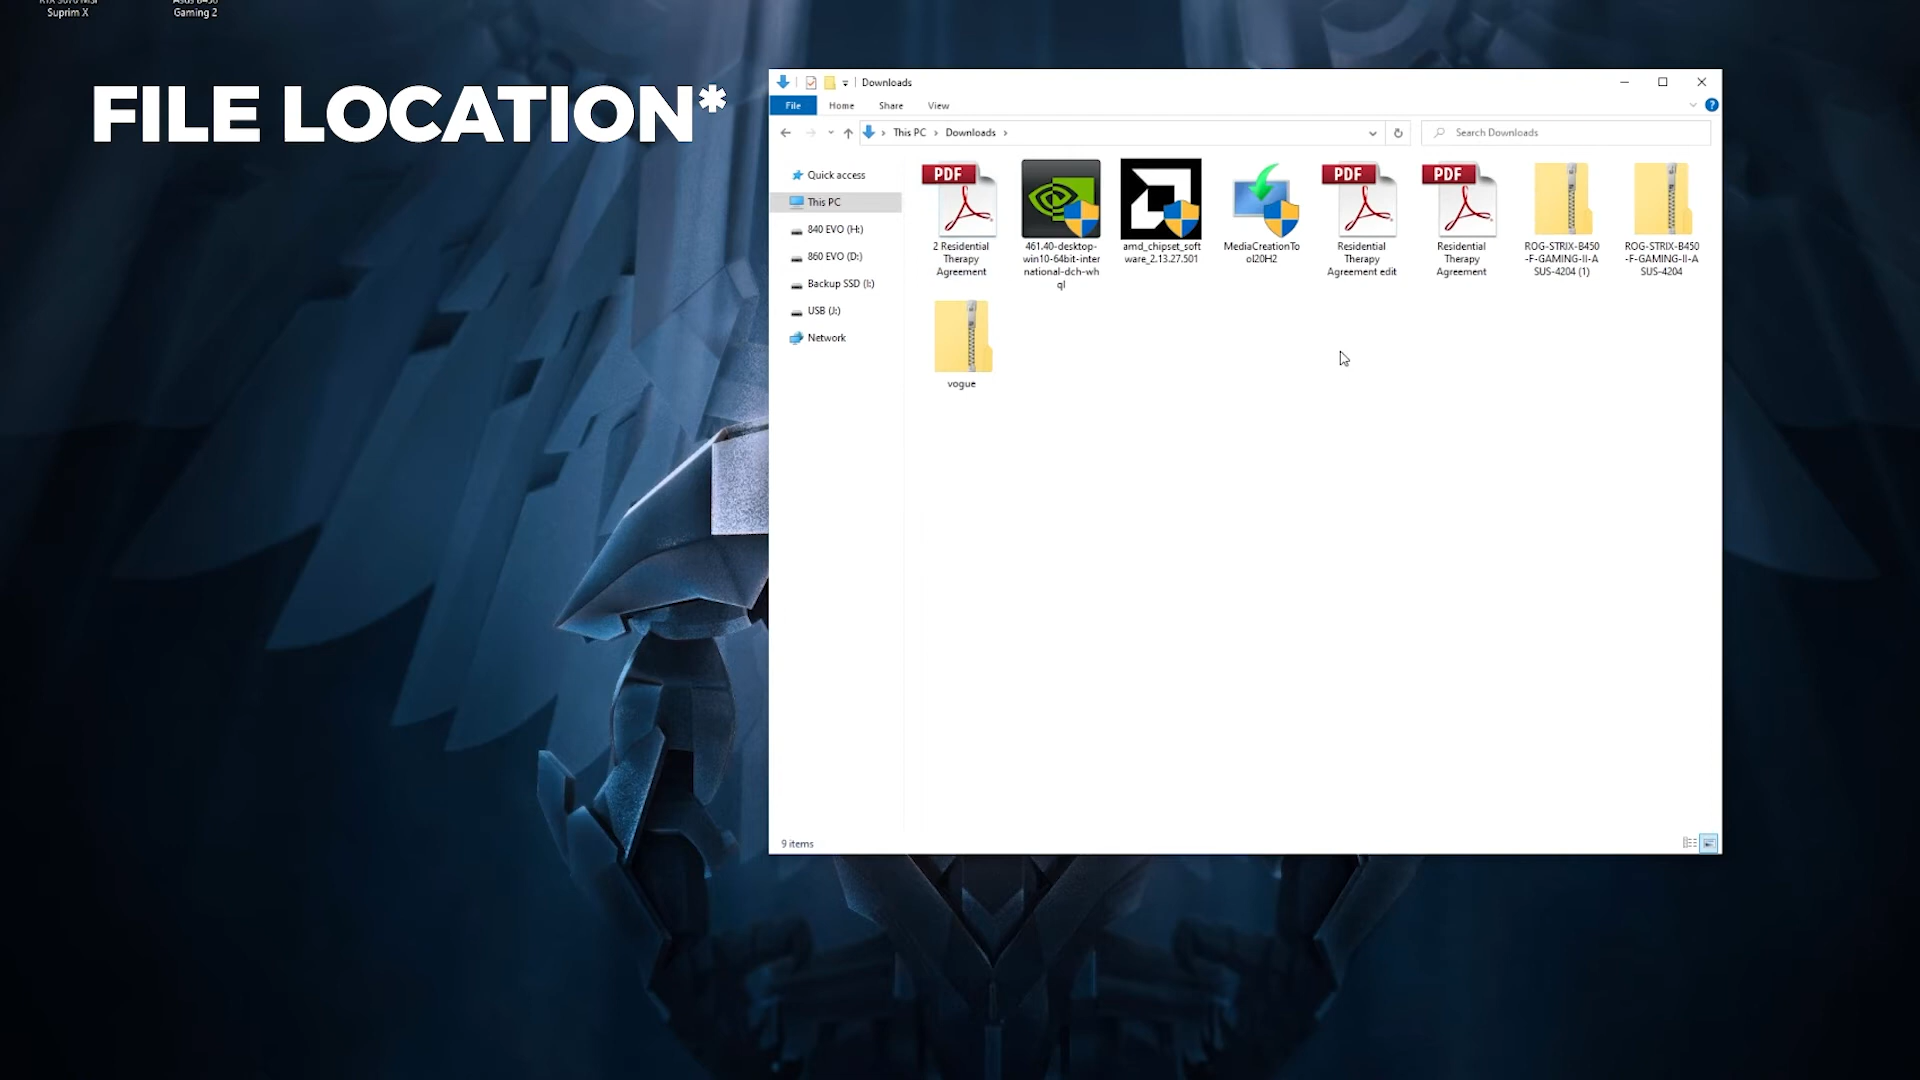 Suprim X
Gaming 2
FILE LOCATION*
Downloads
File
Home
Share
View
This PC
Downloads
Search Downloads
Quick access
This PC
840 EVO (H:)
860 EVO (D:)
Backup SSD (I:)
USB (J:)
Network
PDF
2 Residential
Therapy
Agreement
461.40-desktop-
win10-64bit-inter
national-dch-wh
ql
amd_chipset_soft
ware_2.13.27.501
MediaCreationTo
ol20H2
PDF
Residential
Therapy
Agreement edit
PDF
Residential
Therapy
Agreement
ROG-STRIX-B450
-F-GAMING-II-A
SUS-4204 (1)
ROG-STRIX-B450
-F-GAMING-II-A
SUS-4204
vogue
9 items